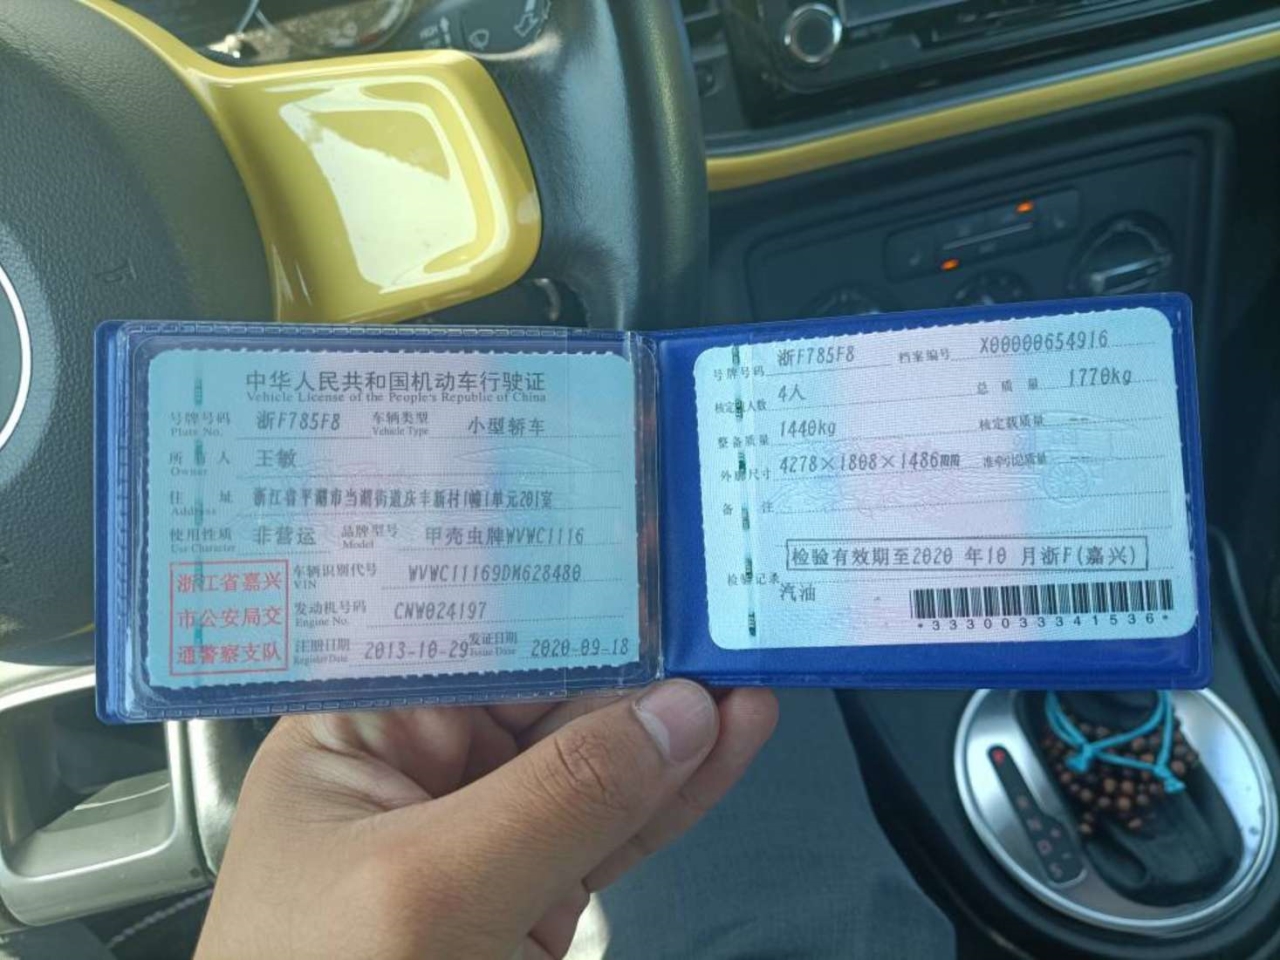 中华人民共和国机动车行驶证
Vehicle License of the People's Republic of China
号牌号码 浙F785F8 车辆类型 小型轿车
Plate No. Vehicle Type
所有人 王敏
Owner
住址 浙江省平湖市当湖街道庆丰新村1幢1单元201室
Address
使用性质 非营运 品牌型号 甲壳虫牌WVWC1116
Use Character Model
浙江省嘉兴
市公安局交
通警察支队
车辆识别代号 WVWC11169DM628480
VIN
发动机号码 CNW024197
Engine No.
注册日期 2013-10-29 发证日期 2020-09-18
Register Date Issue Date
号牌号码 浙F785F8 档案编号 X00000654916
核定载人数 4人 总质量 1770kg
整备质量 1440kg 核定载质量 --
外廓尺寸 4278×1808×1486mm 准牵引总质量 --
备注
检验有效期至2020 年10 月浙F(嘉兴)
检验记录
汽油
*3330033341536*